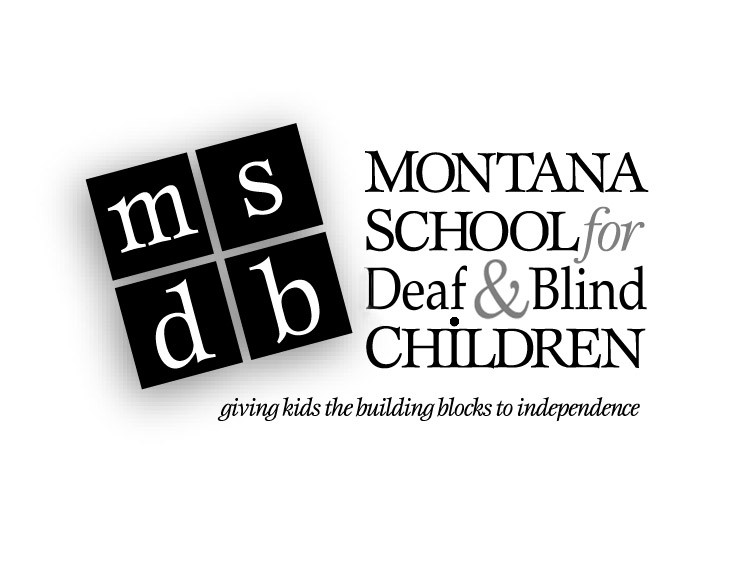 m s
d b
MONTANA
SCHOOL for
Deaf & Blind
CHiLDREN
giving kids the building blocks to independence